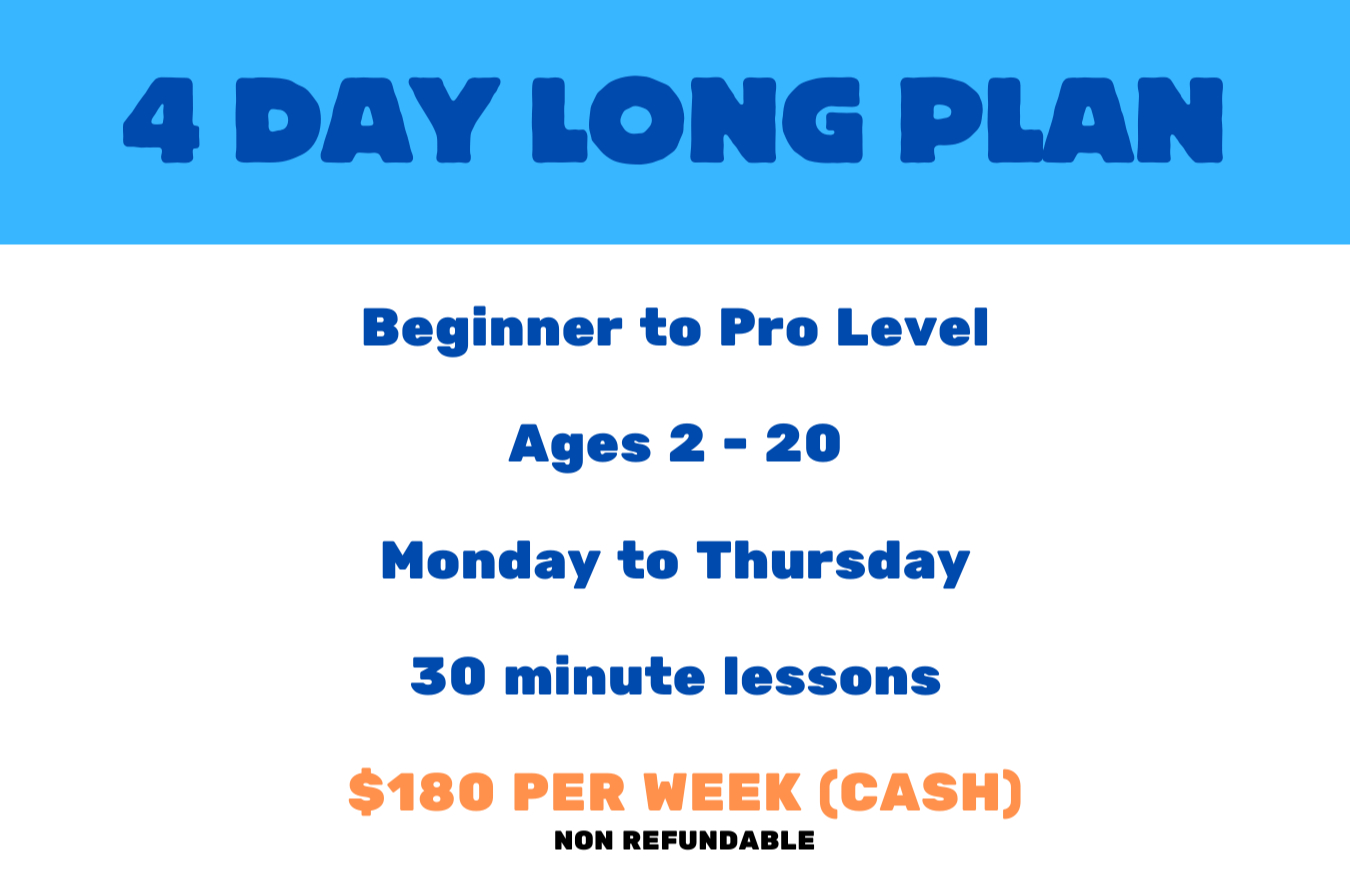 4 DAY LONG PLAN
Beginner to Pro Level
Ages 2 - 20
Monday to Thursday
30 minute lessons
$180 PER WEEK (CASH)
NON REFUNDABLE